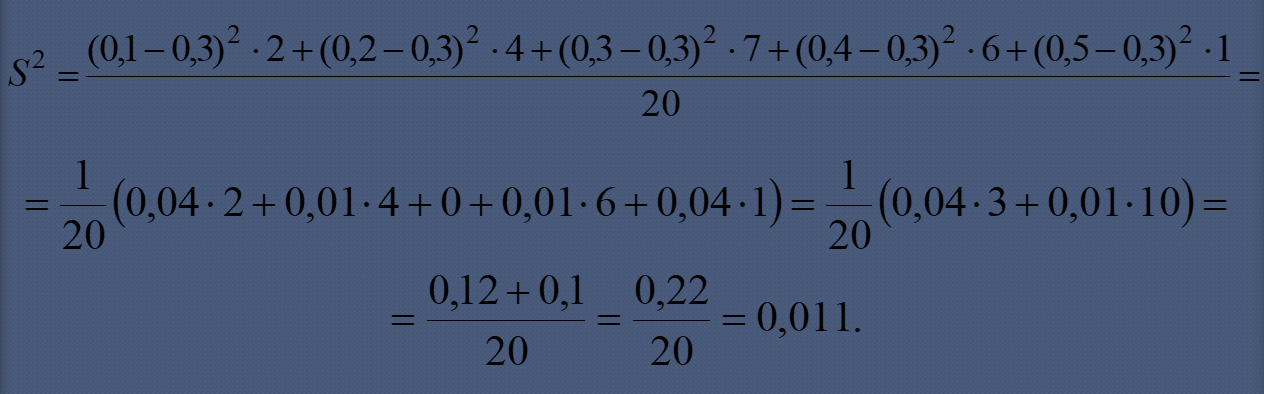 S² = (0,1−0,3)²·2+(0,2−0,3)²·4+(0,3−0,3)²·7+(0,4−0,3)²·6+(0,5−0,3)²·1 =
20
= 1/20 (0,04·2+0,01·4+0+0,01·6+0,04·1) = 1/20 (0,04·3+0,01·10) =
= 0,12+0,1/20 = 0,22/20 = 0,011.